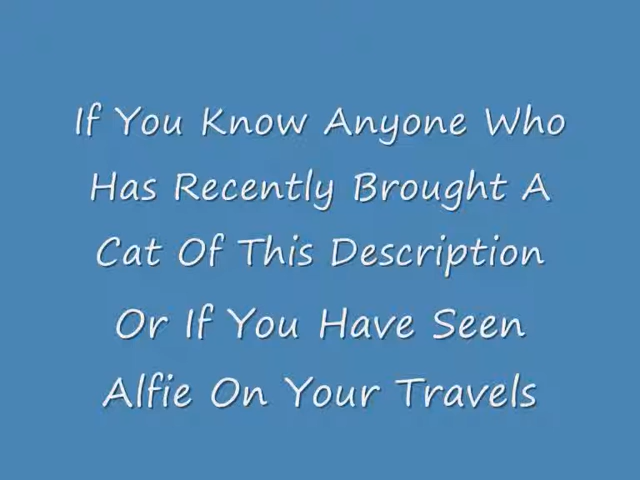 If You Know Anyone Who
Has Recently Brought A
Cat Of This Description
Or If You Have Seen
Alfie On Your Travels